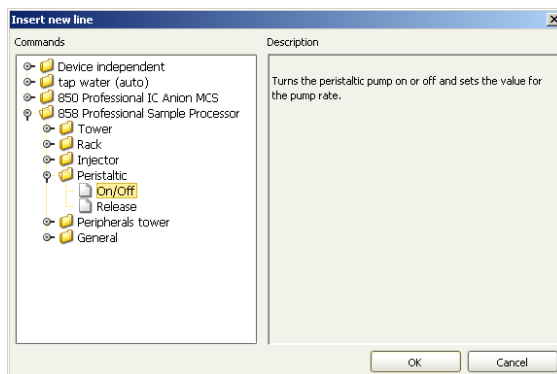 Insert new line
Commands
Description
Device independent
tap water (auto)
850 Professional IC Anion MCS
858 Professional Sample Processor
Tower
Rack
Injector
Peristaltic
On/Off
Release
Peripherals tower
General
Turns the peristaltic pump on or off and sets the value for
the pump rate.
OK
Cancel